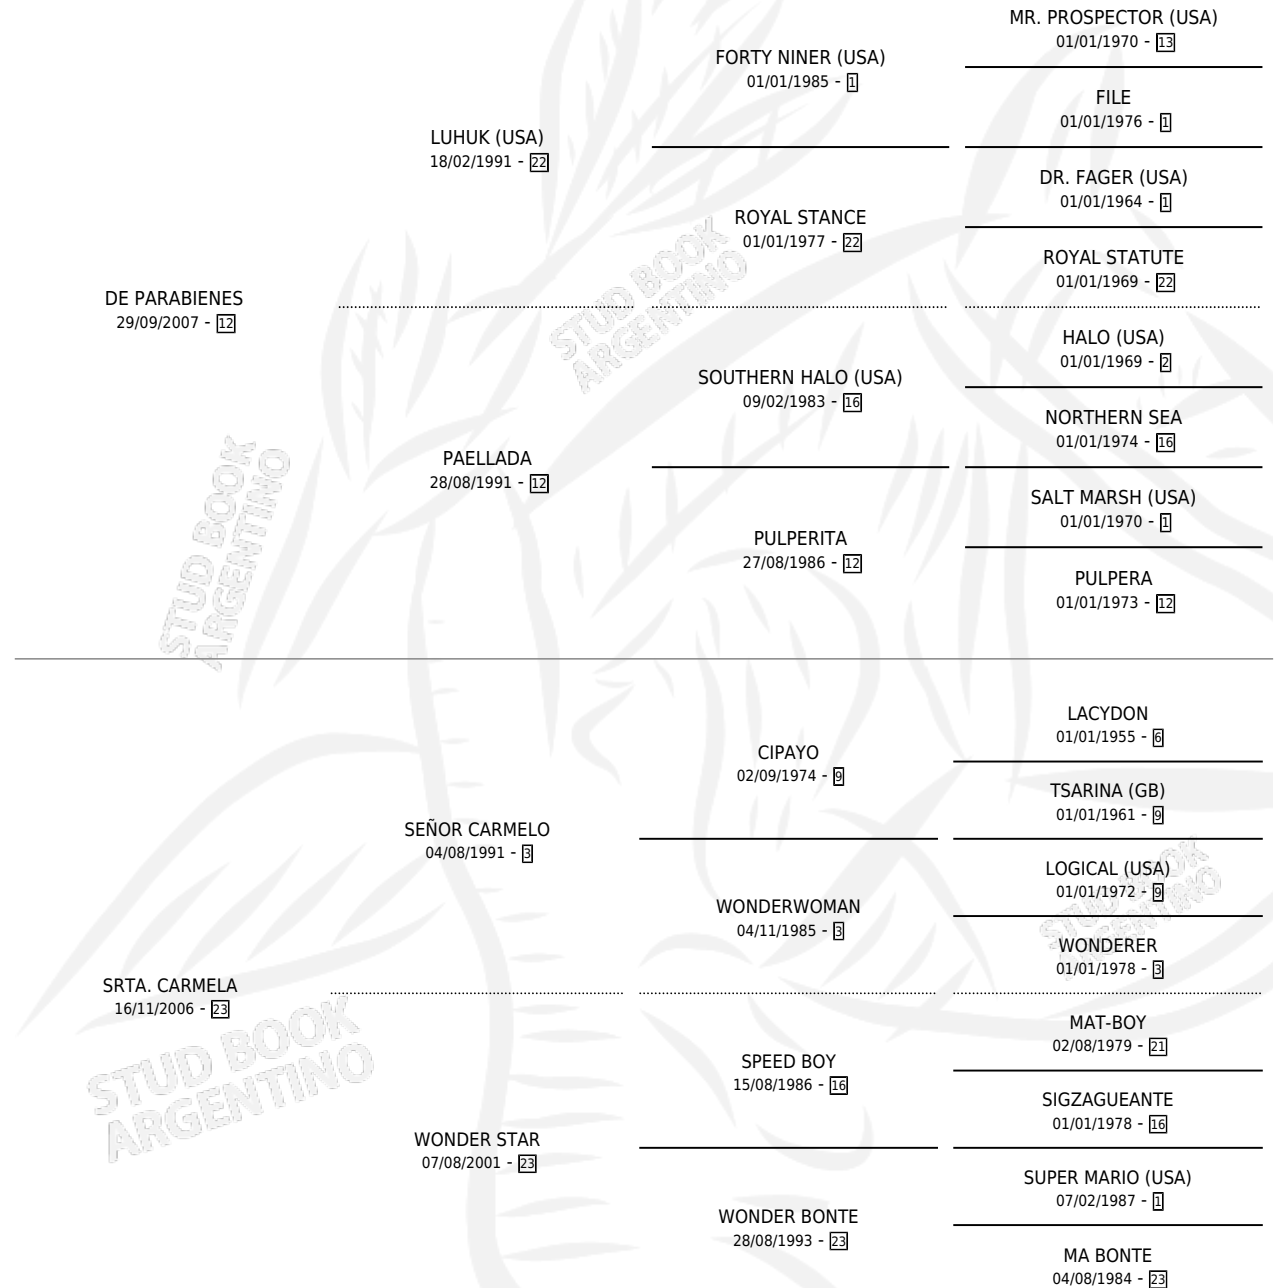 MR. PROSPECTOR (USA)
01/01/1970 - 13
FORTY NINER (USA)
01/01/1985 - 1
FILE
01/01/1976 - 1
LUHUK (USA)
18/02/1991 - 22
DR. FAGER (USA)
01/01/1964 - 1
ROYAL STANCE
01/01/1977 - 22
ROYAL STATUTE
01/01/1969 - 22
DE PARABIENES
29/09/2007 - 12
HALO (USA)
01/01/1969 - 2
SOUTHERN HALO (USA)
09/02/1983 - 16
NORTHERN SEA
01/01/1974 - 16
PAELLADA
28/08/1991 - 12
SALT MARSH (USA)
01/01/1970 - 1
PULPERITA
27/08/1986 - 12
PULPERA
01/01/1973 - 12
LACYDON
01/01/1955 - 6
CIPAYO
02/09/1974 - 9
TSARINA (GB)
01/01/1961 - 9
SEÑOR CARMELO
04/08/1991 - 3
LOGICAL (USA)
01/01/1972 - 9
WONDERWOMAN
04/11/1985 - 3
WONDERER
01/01/1978 - 3
SRTA. CARMELA
16/11/2006 - 23
MAT-BOY
02/08/1979 - 21
SPEED BOY
15/08/1986 - 16
SIGZAGUEANTE
01/01/1978 - 16
WONDER STAR
07/08/2001 - 23
SUPER MARIO (USA)
07/02/1987 - 1
WONDER BONTE
28/08/1993 - 23
MA BONTE
04/08/1984 - 23
STUD BOOK
ARGENTINO
STUD BOOK
ARGENTINO
STUD BOOK
ARGENTINO
STUD BOOK
ARGENTINO